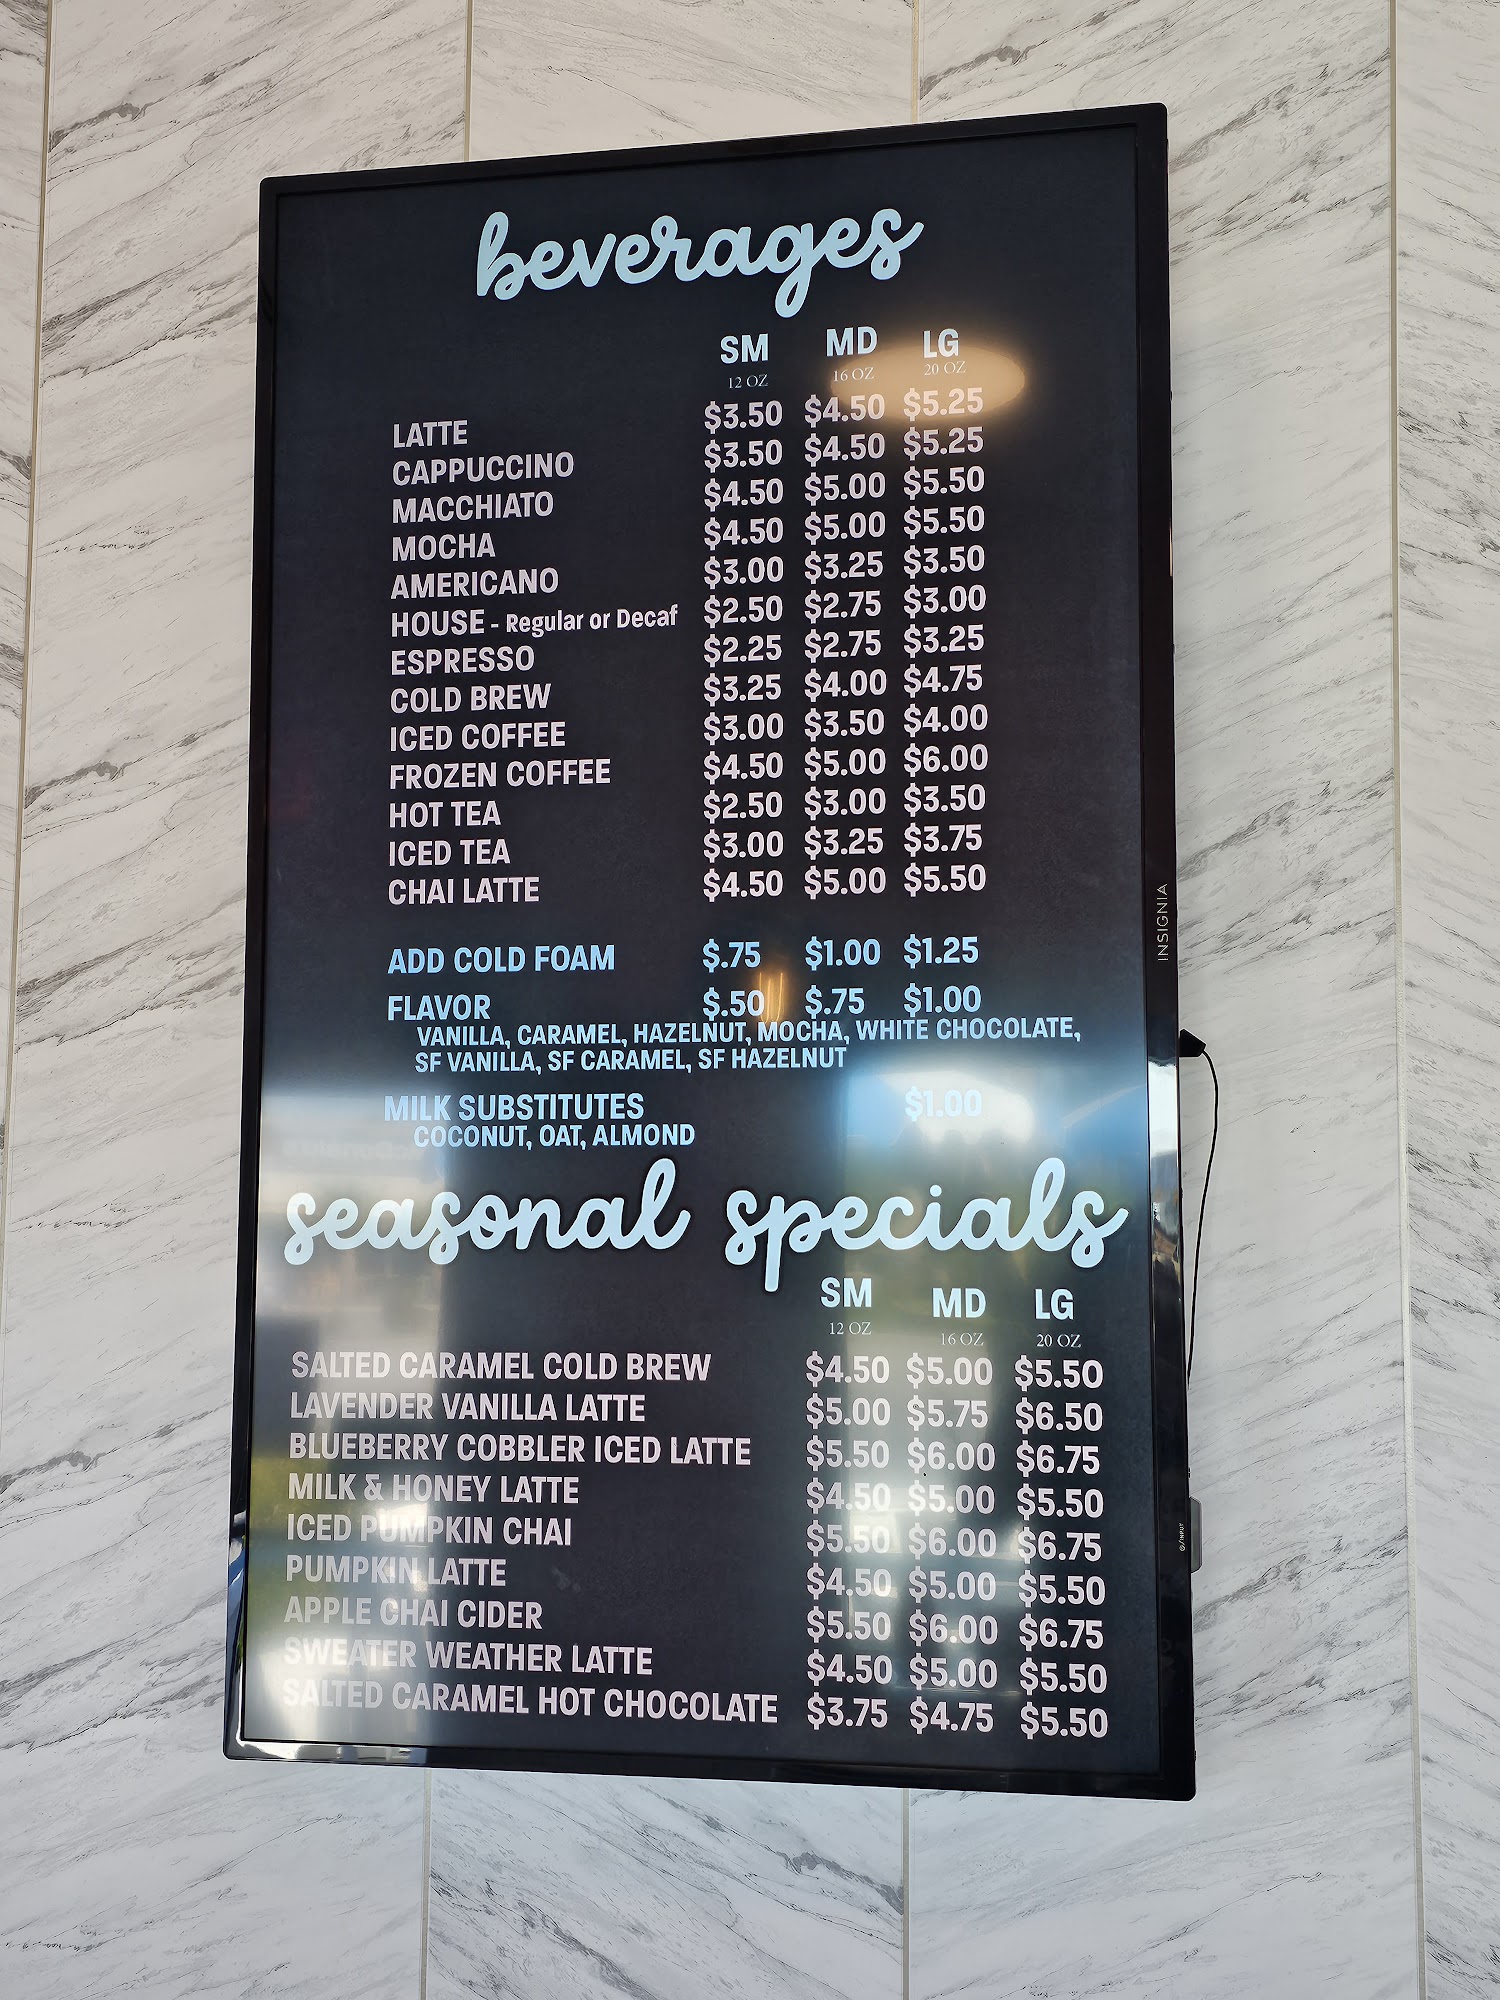 beverages
SM MD LG
12 OZ 16 OZ 20 OZ
LATTE $3.50 $4.50 $5.25
CAPPUCCINO $3.50 $4.50 $5.25
MACCHIATO $4.50 $5.00 $5.50
MOCHA $4.50 $5.00 $5.50
AMERICANO $3.00 $3.25 $3.50
HOUSE - Regular or Decaf $2.50 $2.75 $3.00
ESPRESSO $2.25 $2.75 $3.25
COLD BREW $3.25 $4.00 $4.75
ICED COFFEE $3.00 $3.50 $4.00
FROZEN COFFEE $4.50 $5.00 $6.00
HOT TEA $2.50 $3.00 $3.50
ICED TEA $3.00 $3.25 $3.75
CHAI LATTE $4.50 $5.00 $5.50
ADD COLD FOAM $.75 $1.00 $1.25
FLAVOR $.50 $.75 $1.00
VANILLA, CARAMEL, HAZELNUT, MOCHA, WHITE CHOCOLATE,
SF VANILLA, SF CARAMEL, SF HAZELNUT
MILK SUBSTITUTES $1.00
COCONUT, OAT, ALMOND
seasonal specials
SM MD LG
12 OZ 16 OZ 20 OZ
SALTED CARAMEL COLD BREW $4.50 $5.00 $5.50
LAVENDER VANILLA LATTE $5.00 $5.75 $6.50
BLUEBERRY COBBLER ICED LATTE $5.50 $6.00 $6.75
MILK & HONEY LATTE $4.50 $5.00 $5.50
ICED PUMPKIN CHAI $5.50 $6.00 $6.75
PUMPKIN LATTE $4.50 $5.00 $5.50
APPLE CHAI CIDER $5.50 $6.00 $6.75
SWEATER WEATHER LATTE $4.50 $5.00 $5.50
SALTED CARAMEL HOT CHOCOLATE $3.75 $4.75 $5.50
INSIGNIA